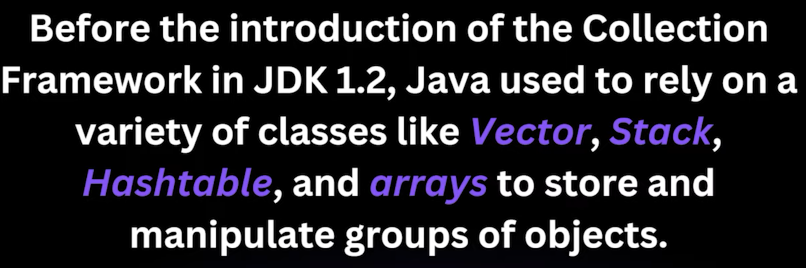 Before the introduction of the Collection
Framework in JDK 1.2, Java used to rely on a
variety of classes like Vector, Stack,
Hashtable, and arrays to store and
manipulate groups of objects.